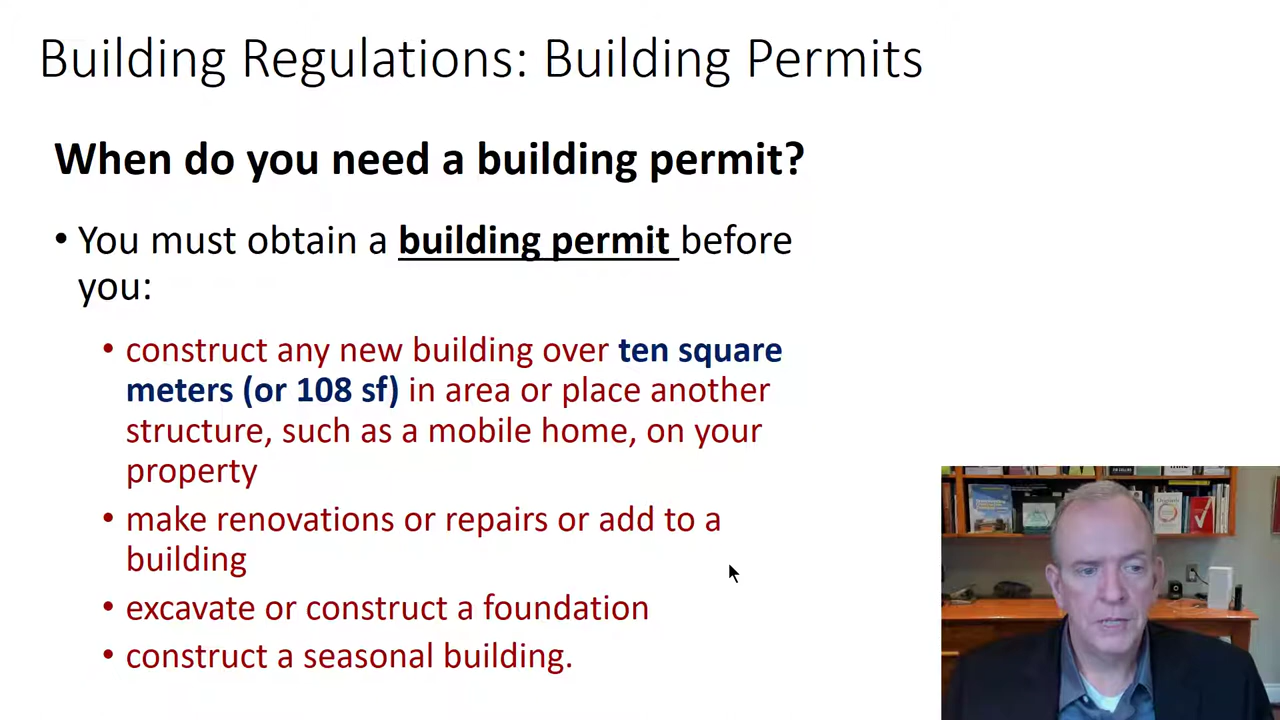 Building Regulations: Building Permits
When do you need a building permit?
• You must obtain a building permit before
you:
• construct any new building over ten square
meters (or 108 sf) in area or place another
structure, such as a mobile home, on your
property
• make renovations or repairs or add to a
building
• excavate or construct a foundation
• construct a seasonal building.